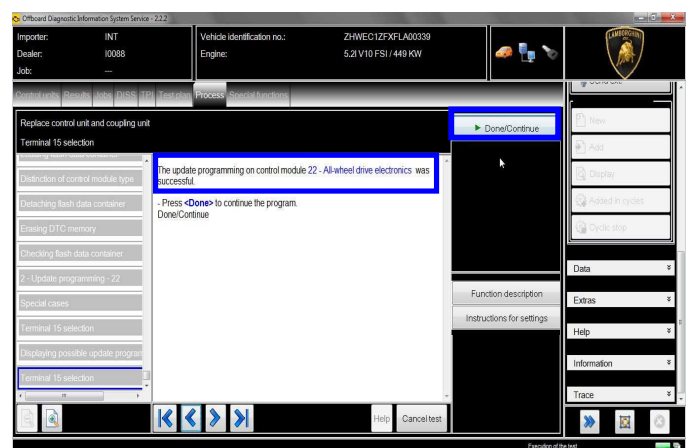 Offboard Diagnostic Information System Service - 2.2.2
Importer: INT
Dealer: I0088
Job: ---
Vehicle identification no.: ZHWEC1ZFXFLA00339
Engine: 5.2l V10 FSI / 449 KW
LAMBORGHINI
Control units Results Jobs DISS TPI Test plan Process Special functions
Replace control unit and coupling unit
Terminal 15 selection
Done/Continue
Distinction of control module type
Detaching flash data container
Erasing DTC memory
Checking flash data container
2 - Update programming - 22
Special cases
Terminal 15 selection
Displaying possible update program
Terminal 15 selection
The update programming on control module 22 - All-wheel drive electronics was
successful.
- Press <Done> to continue the program.
Done/Continue
Function description
Instructions for settings
Help
Cancel test
New
Add
Display
Added in cycles
Cyclic stop
Data
Extras
Help
Information
Trace
Execution of the test